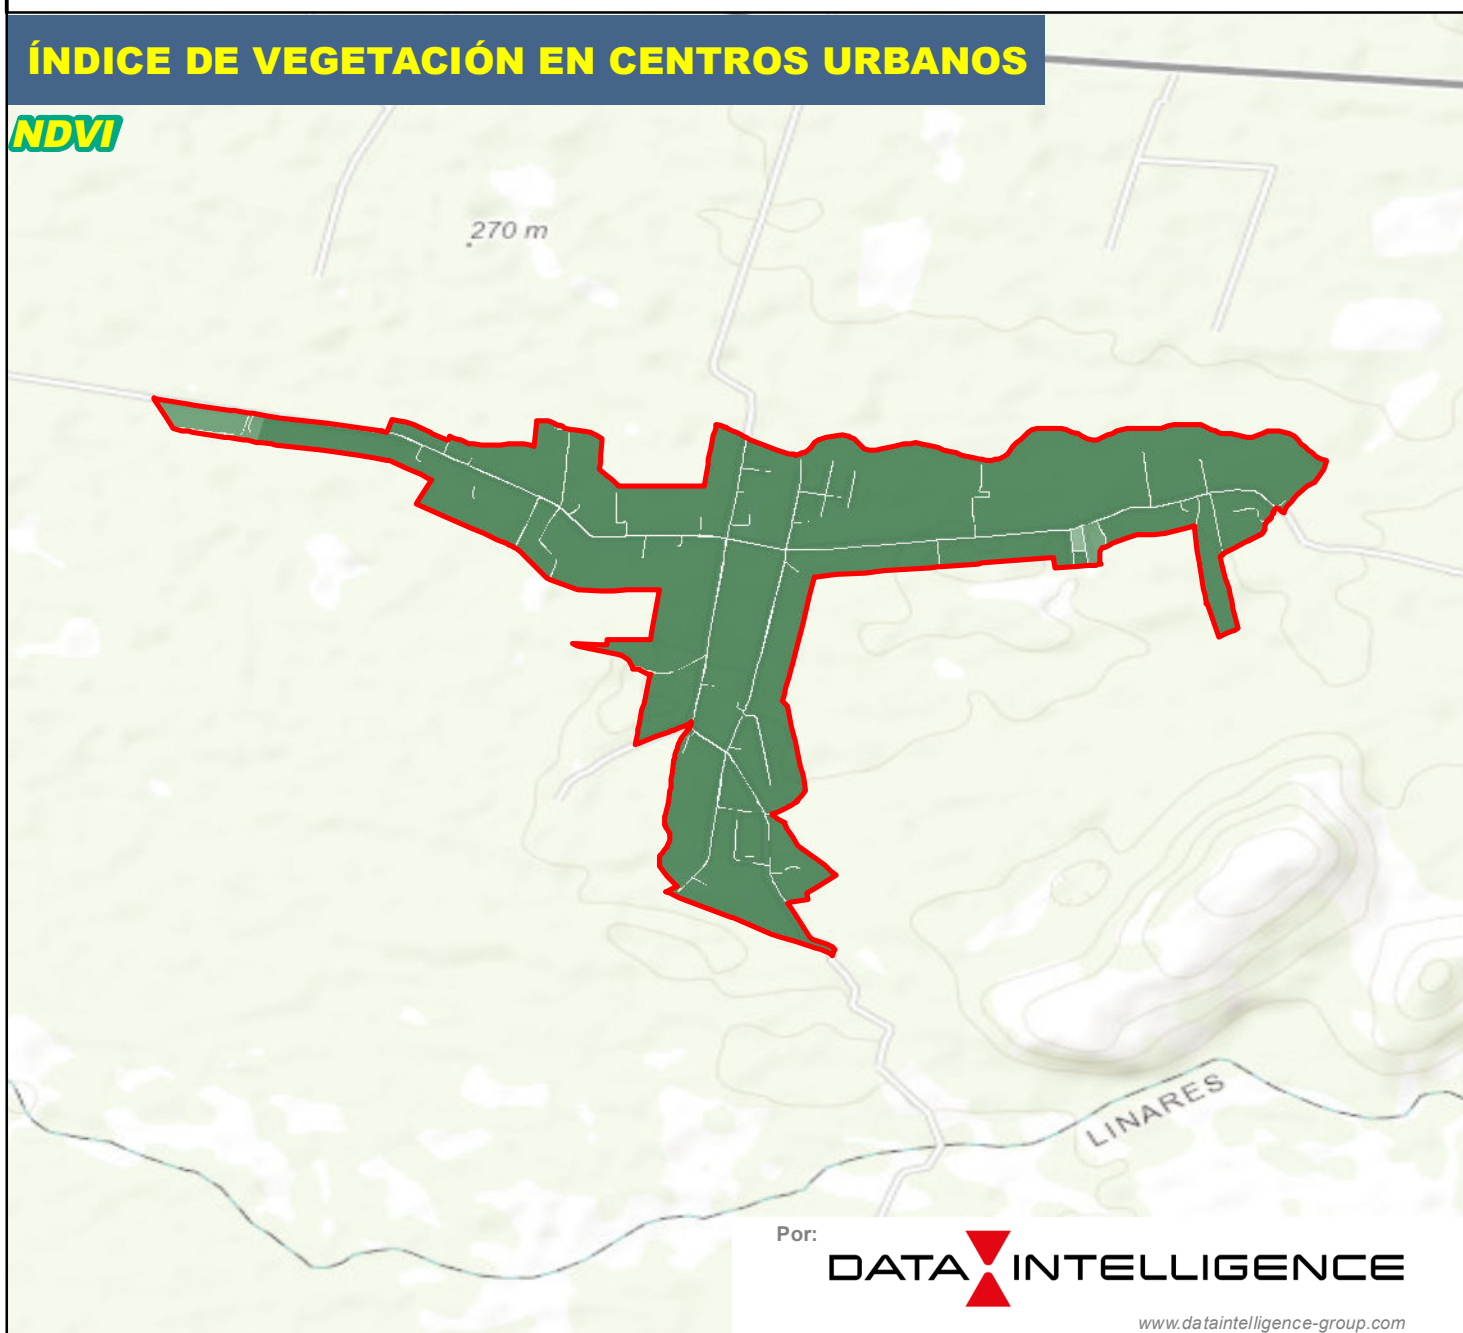 ÍNDICE DE VEGETACIÓN EN CENTROS URBANOS
NDVI
270 m
LINARES
Por:
DATA INTELLIGENCE
www.dataintelligence-group.com